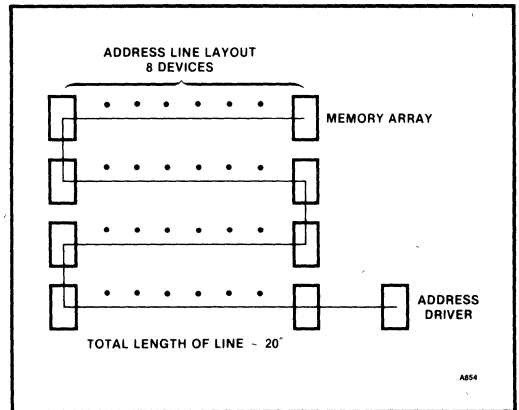 ADDRESS LINE LAYOUT
8 DEVICES
MEMORY ARRAY
ADDRESS
DRIVER
TOTAL LENGTH OF LINE ~ 20"
A854